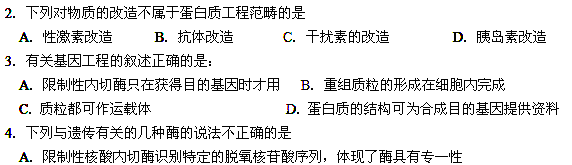 2. 下列对物质的改造不属于蛋白质工程范畴的是
A. 性激素改造 B. 抗体改造 C. 干扰素的改造 D. 胰岛素改造
3. 有关基因工程的叙述正确的是:
A. 限制性内切酶只在获得目的基因时才用 B. 重组质粒的形成在细胞内完成
C. 质粒都可作运载体 D. 蛋白质的结构可为合成目的基因提供资料
4. 下列与遗传有关的几种酶的说法不正确的是
A. 限制性核酸内切酶识别特定的脱氧核苷酸序列，体现了酶具有专一性